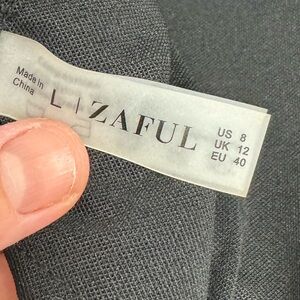 Made in
China
L | ZAFUL
US 8
UK 12
EU 40